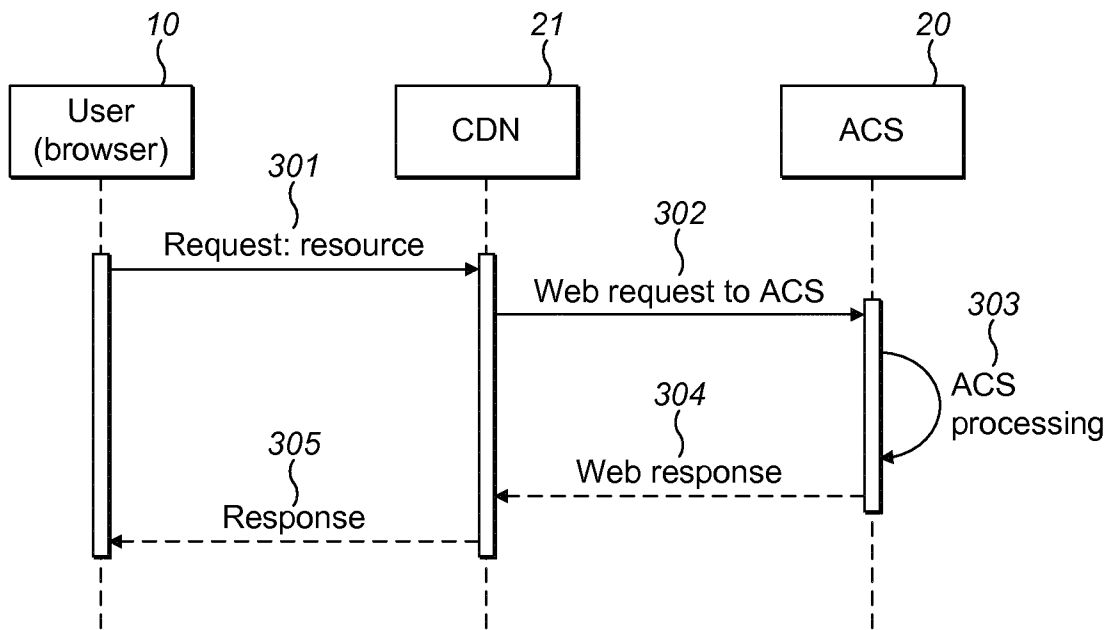 10
21
20
User
(browser)
CDN
ACS
301
Request: resource
302
Web request to ACS
303
ACS
processing
304
Web response
305
Response